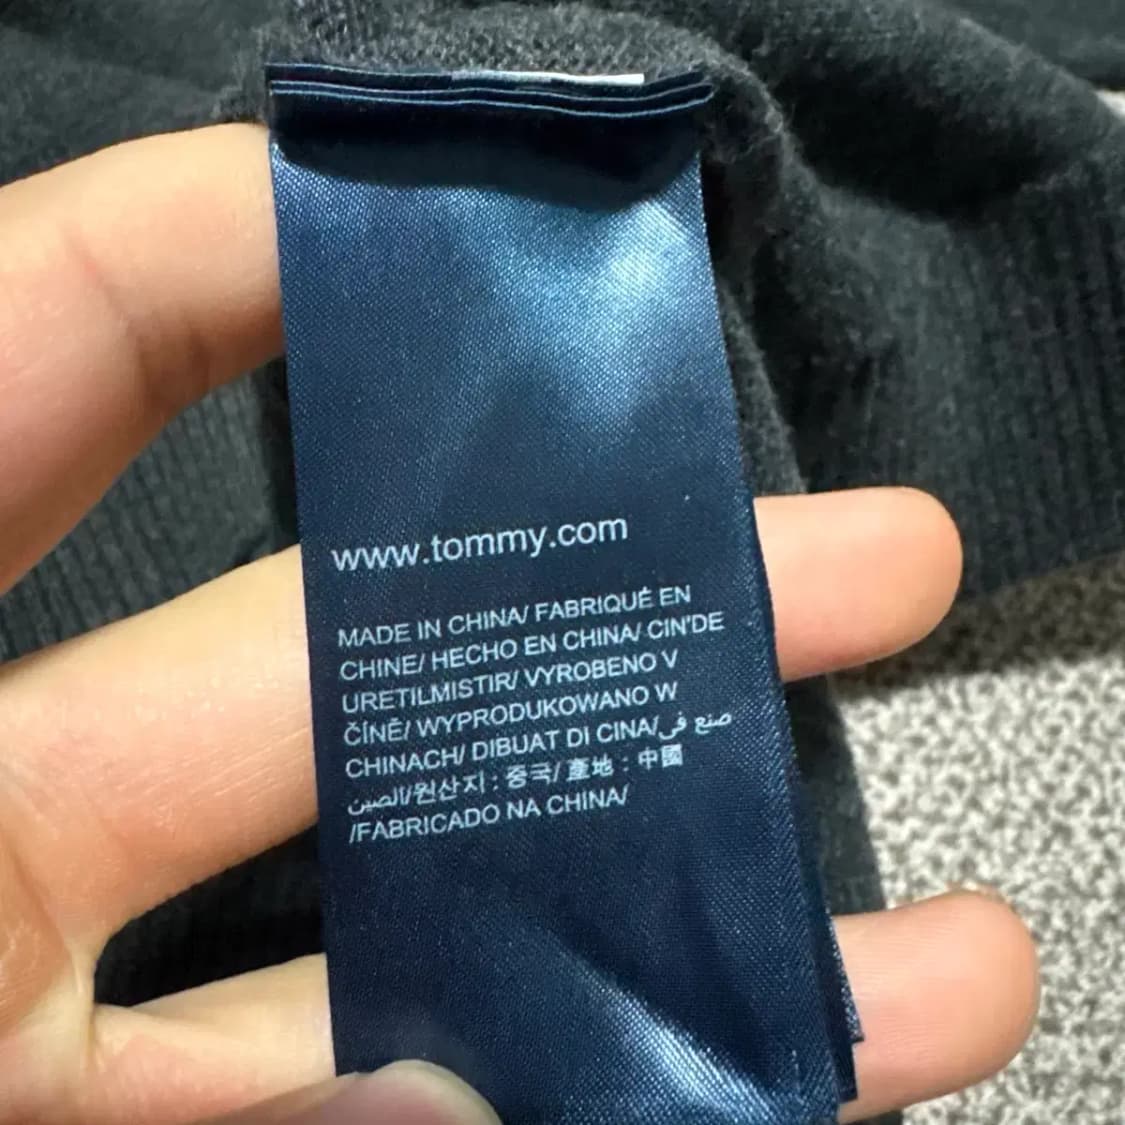 www.tommy.com
MADE IN CHINA/ FABRIQUÉ EN
CHINE/ HECHO EN CHINA/ CIN'DE
URETILMISTIR/ VYROBENO V
ČÍNĚ/ WYPRODUKOWANO W
CHINACH/ DIBUAT DI CINA/صنع في
الصين/원산지 : 중국/ 產地 : 中國
/FABRICADO NA CHINA/